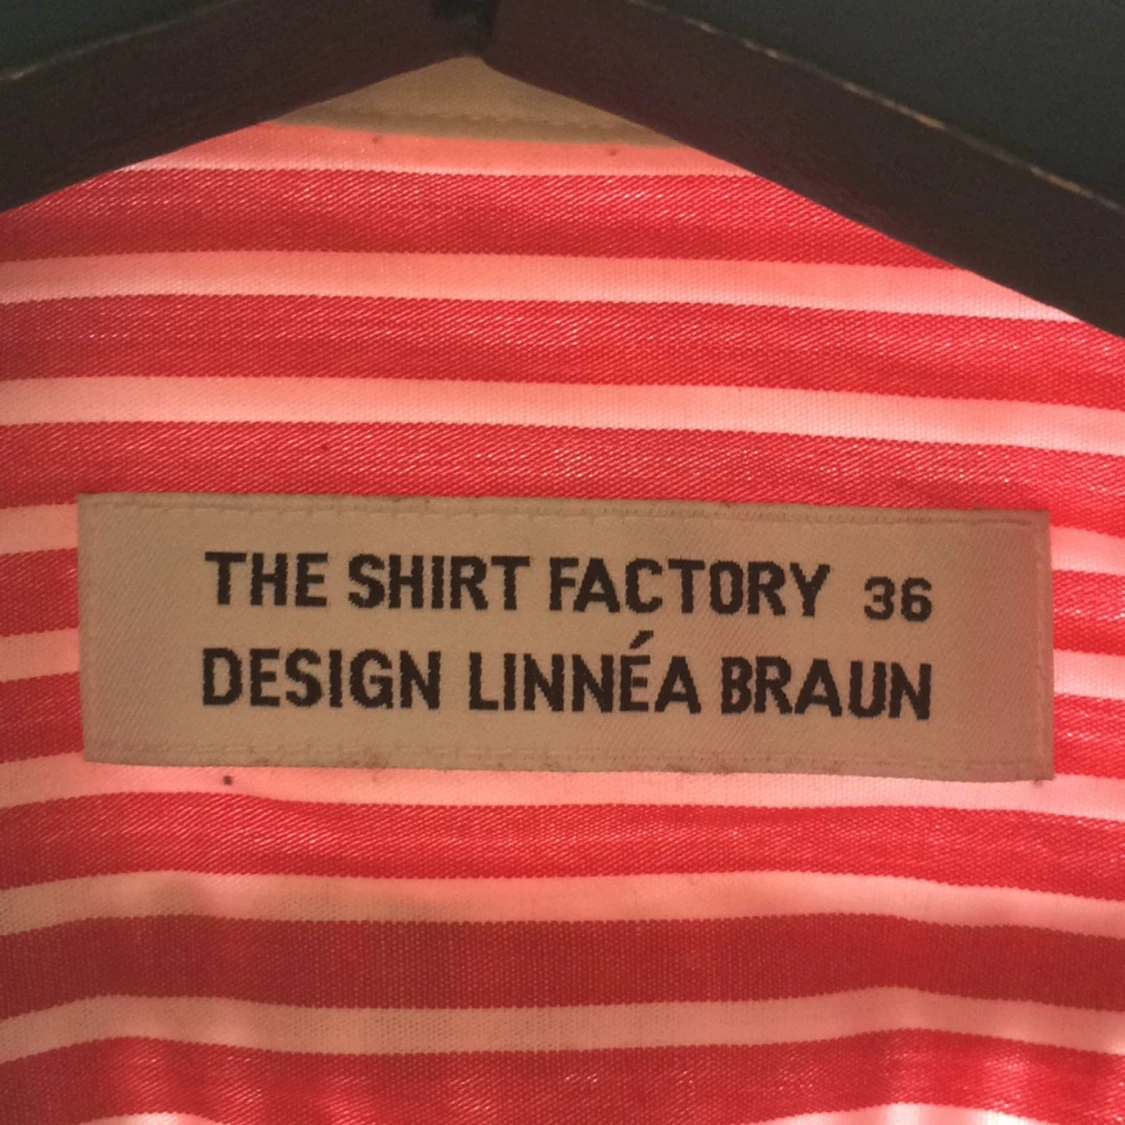 THE SHIRT FACTORY 36
DESIGN LINNÉA BRAUN